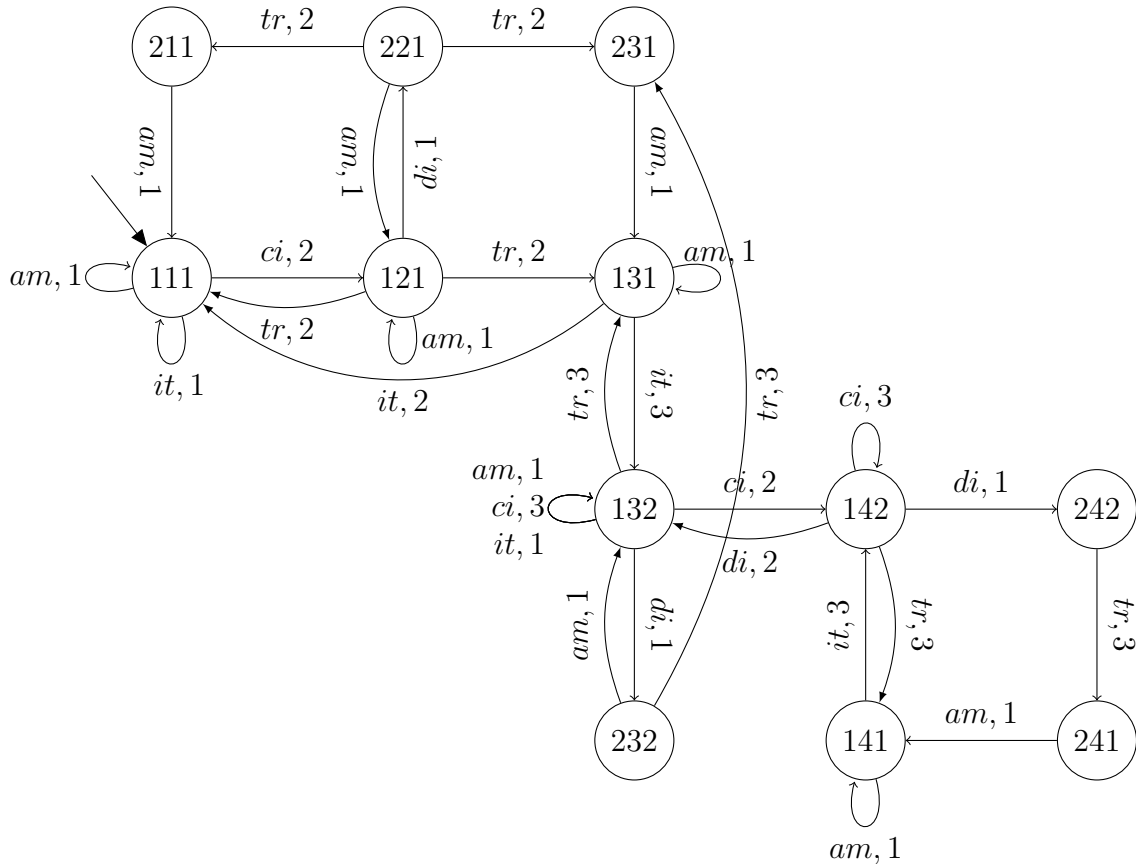 tr, 2
tr, 2
211
221
231
am, 1
am, 1
di, 1
am, 1
ci, 2
tr, 2
am, 1
am, 1
111
121
131
tr, 2
am, 1
it, 1
it, 2
tr, 3
it, 3
tr, 3
ci, 3
am, 1
ci, 3
it, 1
132
ci, 2
142
di, 1
242
di, 2
am, 1
di, 1
it, 3
tr, 3
tr, 3
232
141
am, 1
241
am, 1